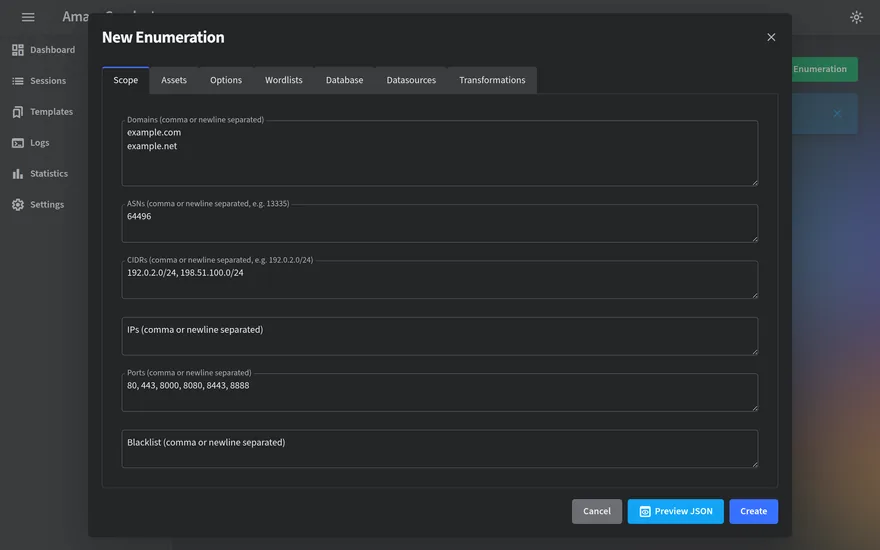 New Enumeration
Dashboard
Sessions
Templates
Logs
Statistics
Settings
Enumeration
Scope
Assets
Options
Wordlists
Database
Datasources
Transformations
Domains (comma or newline separated)
example.com
example.net
ASNs (comma or newline separated, e.g. 13335)
64496
CIDRs (comma or newline separated, e.g. 192.0.2.0/24)
192.0.2.0/24, 198.51.100.0/24
IPs (comma or newline separated)
Ports (comma or newline separated)
80, 443, 8000, 8080, 8443, 8888
Blacklist (comma or newline separated)
Cancel
Preview JSON
Create